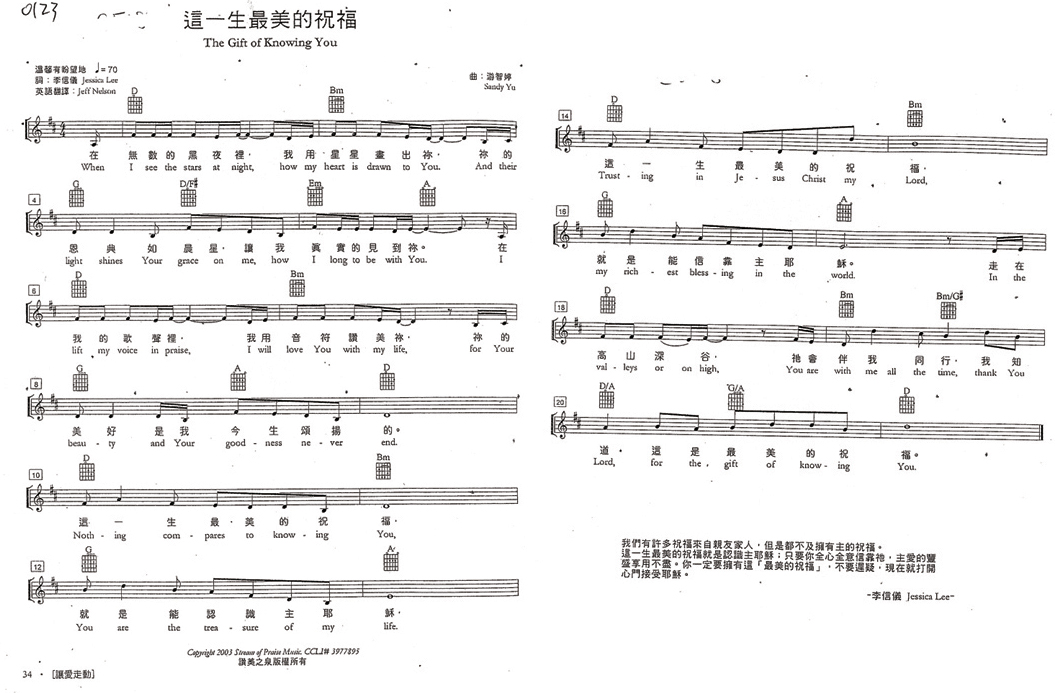 0123
這一生最美的祝福
The Gift of Knowing You
溫馨有盼望地 ♩=70
詞：李信儀 Jessica Lee
英語翻譯：Jeff Nelson
曲：游智婷
Sandy Yu
D Bm
在 無數的黑夜裡， 我用星星畫出祢， 祢的
When I see the stars at night, how my heart is drawn to You. And their
4
G D/F# Em A
恩典如晨星，讓我真實的見到祢。 在
light shines Your grace on me, how I long to be with You. I
6
D Bm
我的歌聲裡， 我用音符讚美祢， 祢的
lift my voice in praise, I will love You with my life, for Your
8
G A D
美好是我今生頌揚的。
beau - ty and Your good - ness ne - ver end.
10
D Bm
這一生最美的祝福，
Noth - ing com - pares to know - ing You,
12
G A
就是能認識主耶穌，
You are the trea - sure of my life.
Copyright 2003 Stream of Praise Music. CCLI# 3977895
讚美之泉版權所有
34 • [讓愛走動]
14
D Bm
這一生最美的祝福，
Trust - ing in Je - sus Christ my Lord,
16
G A
就是能信靠主耶穌。 走在
my rich - est bless - ing in the world. In the
18
D Bm Bm/G#
高山深谷， 祂會伴我同行，我知
val - leys or on high, You are with me all the time, thank You
20
D/A G/A D
道，這是最美的祝福。
Lord, for the gift of know - ing You.
我們有許多祝福來自親友家人，但是都不及擁有主的祝福。
這一生最美的祝福就是認識主耶穌；只要你全心全意信靠祂，主愛的豐
盛享用不盡。你一定要擁有這「最美的祝福」，不要遲疑，現在就打開
心門接受耶穌。
-李信儀 Jessica Lee-